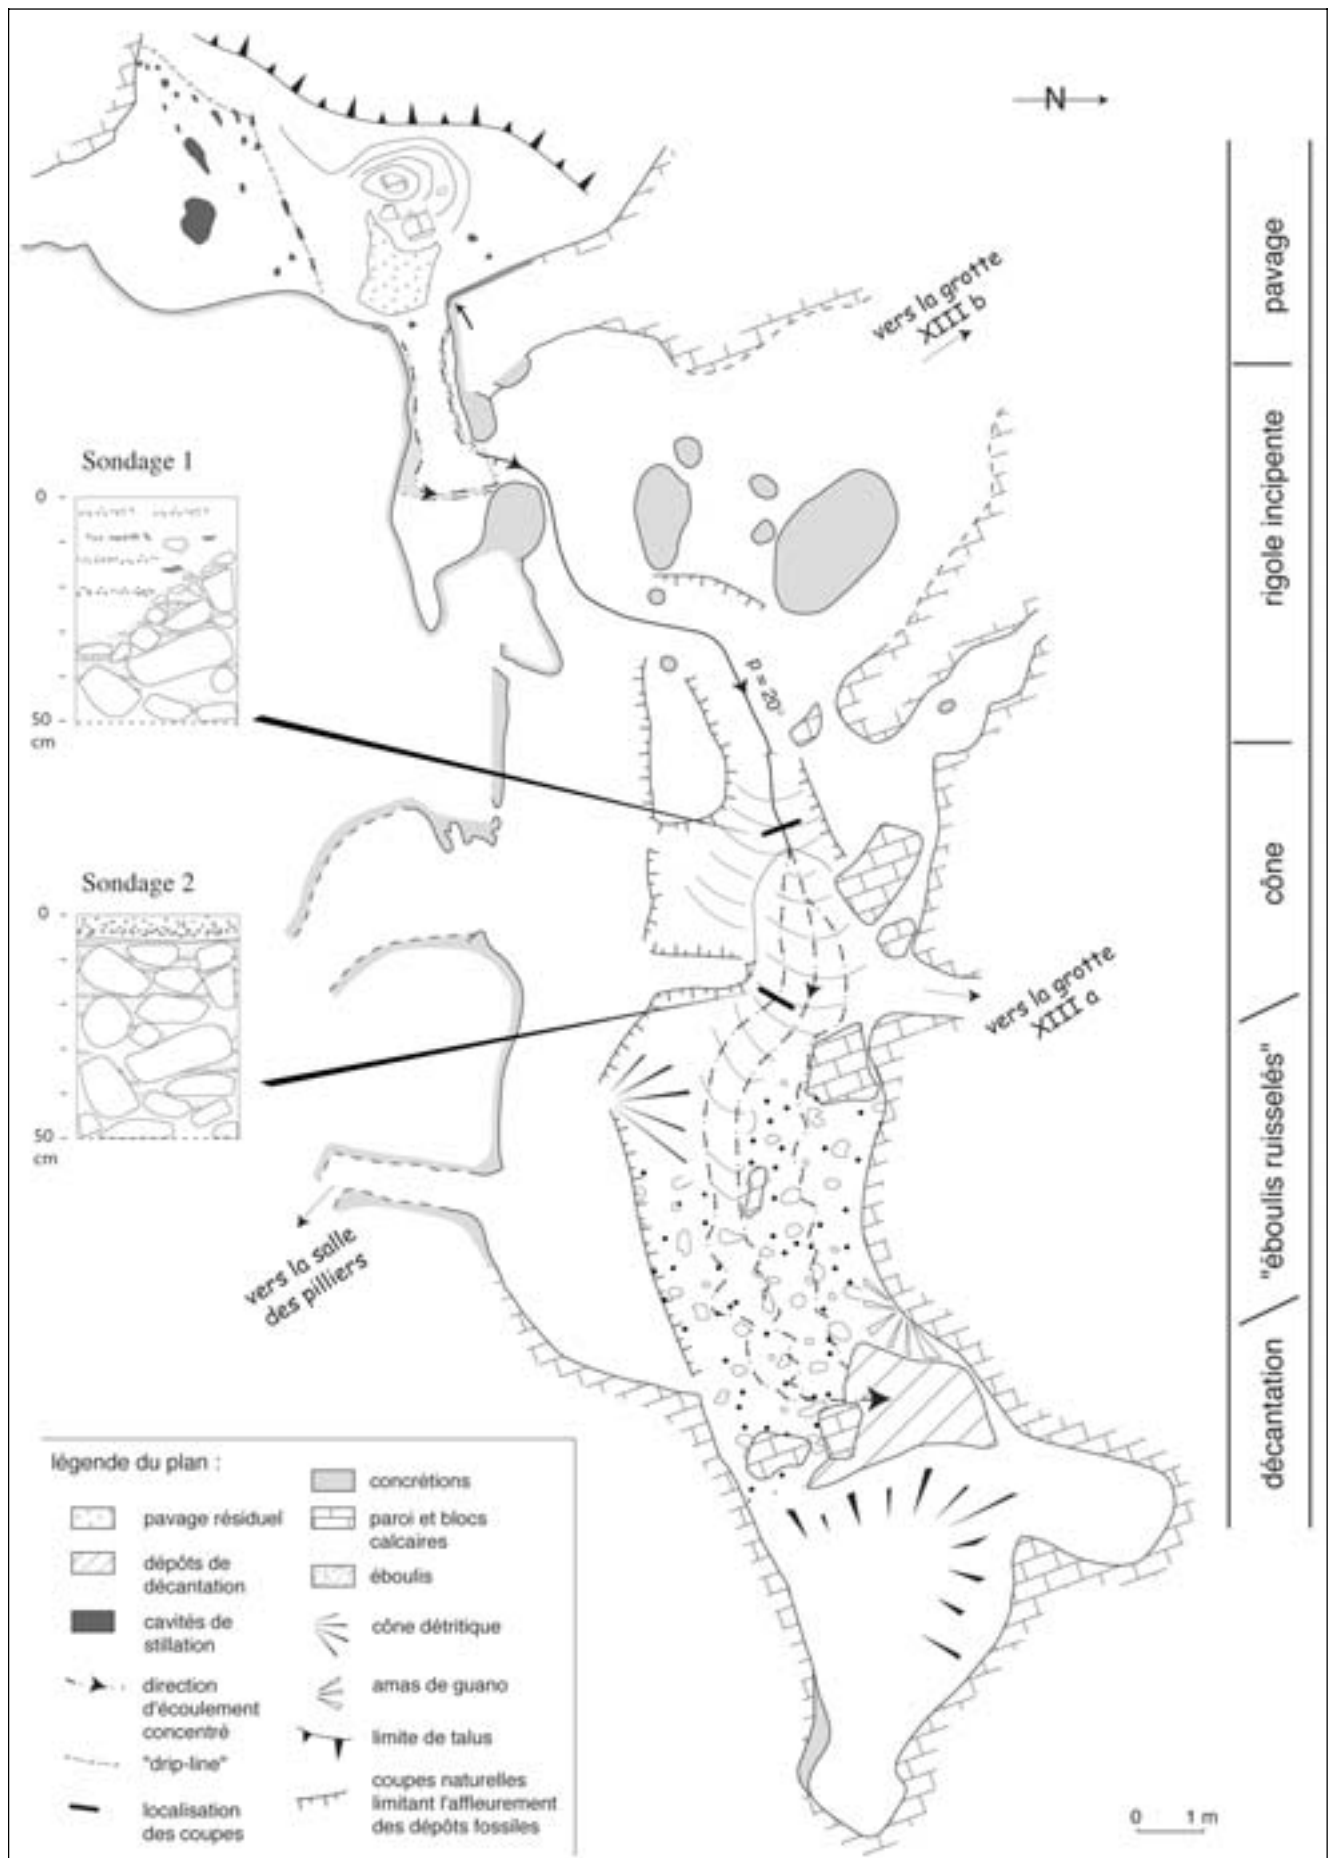 N
pavage
rigole incipente
cône
"éboulis ruisselés"
décantation
vers la grotte
XIII b
Sondage 1
0
50
cm
p = 20°
Sondage 2
0
50
cm
vers la grotte
XIII a
vers la salle
des pilliers
légende du plan :
pavage résiduel
dépôts de
décantation
cavités de
stillation
direction
d'écoulement
concentré
"drip-line"
localisation
des coupes
concrétions
paroi et blocs
calcaires
éboulis
cône détritique
amas de guano
limite de talus
coupes naturelles
limitant l'affleurement
des dépôts fossiles
0 1 m